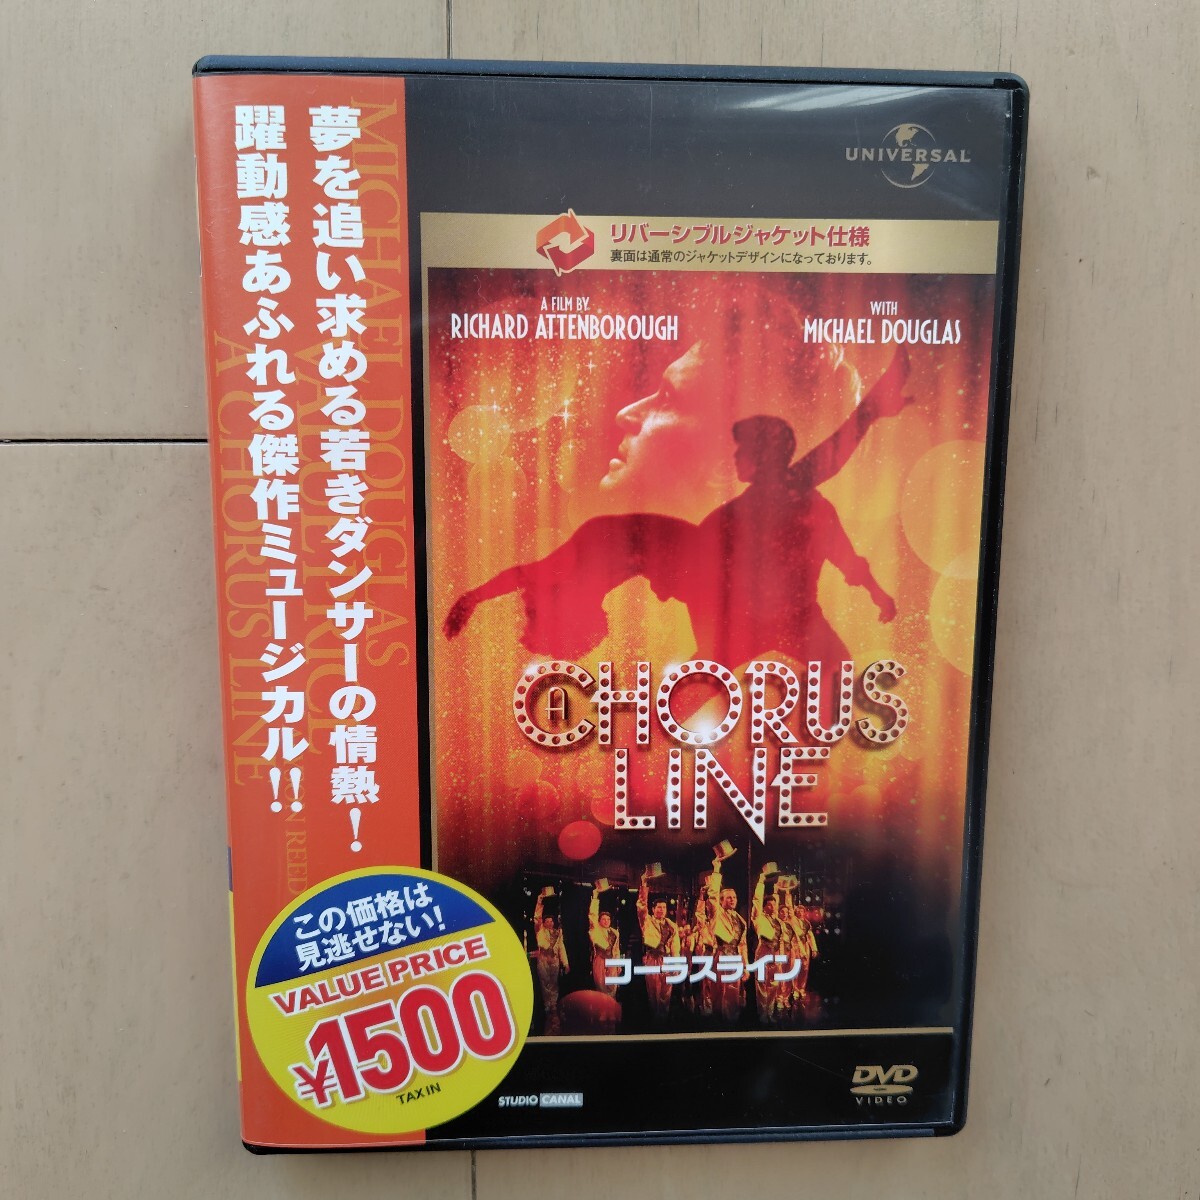 夢を追い求める若きダンサーの情熱!
躍動感あふれる傑作ミュージカル!!
MICHAEL DOUGLAS
A CHORUS LINE
UNIVERSAL
リバーシブルジャケット仕様
裏面は通常のジャケットデザインになっております。
A FILM BY
RICHARD ATTENBOROUGH
WITH
MICHAEL DOUGLAS
A CHORUS
LINE
コーラスライン
この価格は
見逃せない!
VALUE PRICE
¥1500
TAX IN
STUDIO CANAL
DVD
VIDEO